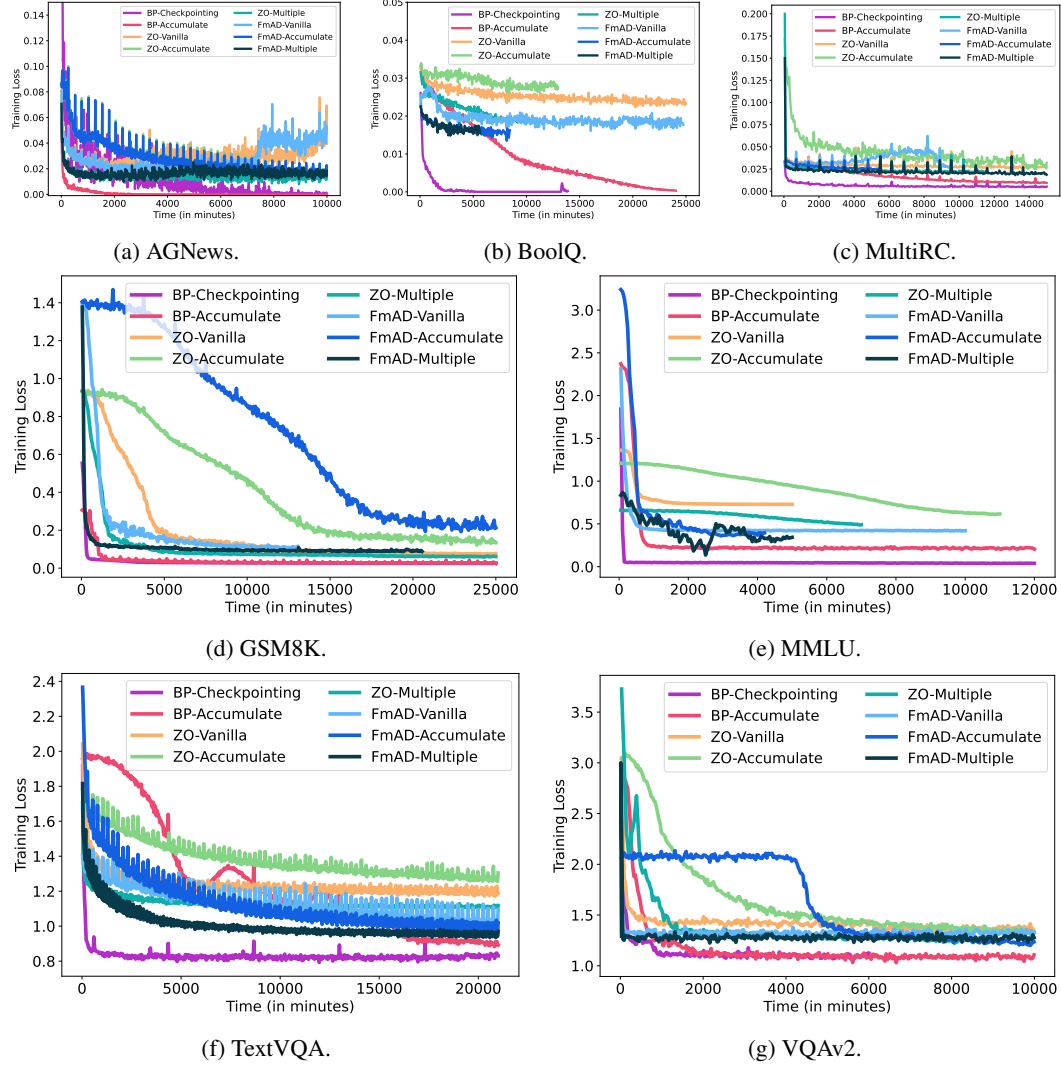 BP-Checkpointing ZO-Multiple
BP-Accumulate FmAD-Vanilla
ZO-Vanilla FmAD-Accumulate
ZO-Accumulate FmAD-Multiple
Training Loss
0.14
0.12
0.10
0.08
0.06
0.04
0.02
0.00
0 2000 4000 6000 8000 10000
Time (in minutes)
(a) AGNews.
BP-Checkpointing ZO-Multiple
BP-Accumulate FmAD-Vanilla
ZO-Vanilla FmAD-Accumulate
ZO-Accumulate FmAD-Multiple
Training Loss
0.05
0.04
0.03
0.02
0.01
0.00
0 5000 10000 15000 20000 25000
Time (in minutes)
(b) BoolQ.
BP-Checkpointing ZO-Multiple
BP-Accumulate FmAD-Vanilla
ZO-Vanilla FmAD-Accumulate
ZO-Accumulate FmAD-Multiple
Training Loss
0.200
0.175
0.150
0.125
0.100
0.075
0.050
0.025
0.000
0 2000 4000 6000 8000 10000 12000 14000
Time (in minutes)
(c) MultiRC.
BP-Checkpointing ZO-Multiple
BP-Accumulate FmAD-Vanilla
ZO-Vanilla FmAD-Accumulate
ZO-Accumulate FmAD-Multiple
Training Loss
1.4
1.2
1.0
0.8
0.6
0.4
0.2
0.0
0 5000 10000 15000 20000 25000
Time (in minutes)
(d) GSM8K.
BP-Checkpointing ZO-Multiple
BP-Accumulate FmAD-Vanilla
ZO-Vanilla FmAD-Accumulate
ZO-Accumulate FmAD-Multiple
Training Loss
3.0
2.5
2.0
1.5
1.0
0.5
0.0
0 2000 4000 6000 8000 10000 12000
Time (in minutes)
(e) MMLU.
BP-Checkpointing ZO-Multiple
BP-Accumulate FmAD-Vanilla
ZO-Vanilla FmAD-Accumulate
ZO-Accumulate FmAD-Multiple
Training Loss
2.4
2.2
2.0
1.8
1.6
1.4
1.2
1.0
0.8
0 5000 10000 15000 20000
Time (in minutes)
(f) TextVQA.
BP-Checkpointing ZO-Multiple
BP-Accumulate FmAD-Vanilla
ZO-Vanilla FmAD-Accumulate
ZO-Accumulate FmAD-Multiple
Training Loss
3.5
3.0
2.5
2.0
1.5
1.0
0 2000 4000 6000 8000 10000
Time (in minutes)
(g) VQAv2.